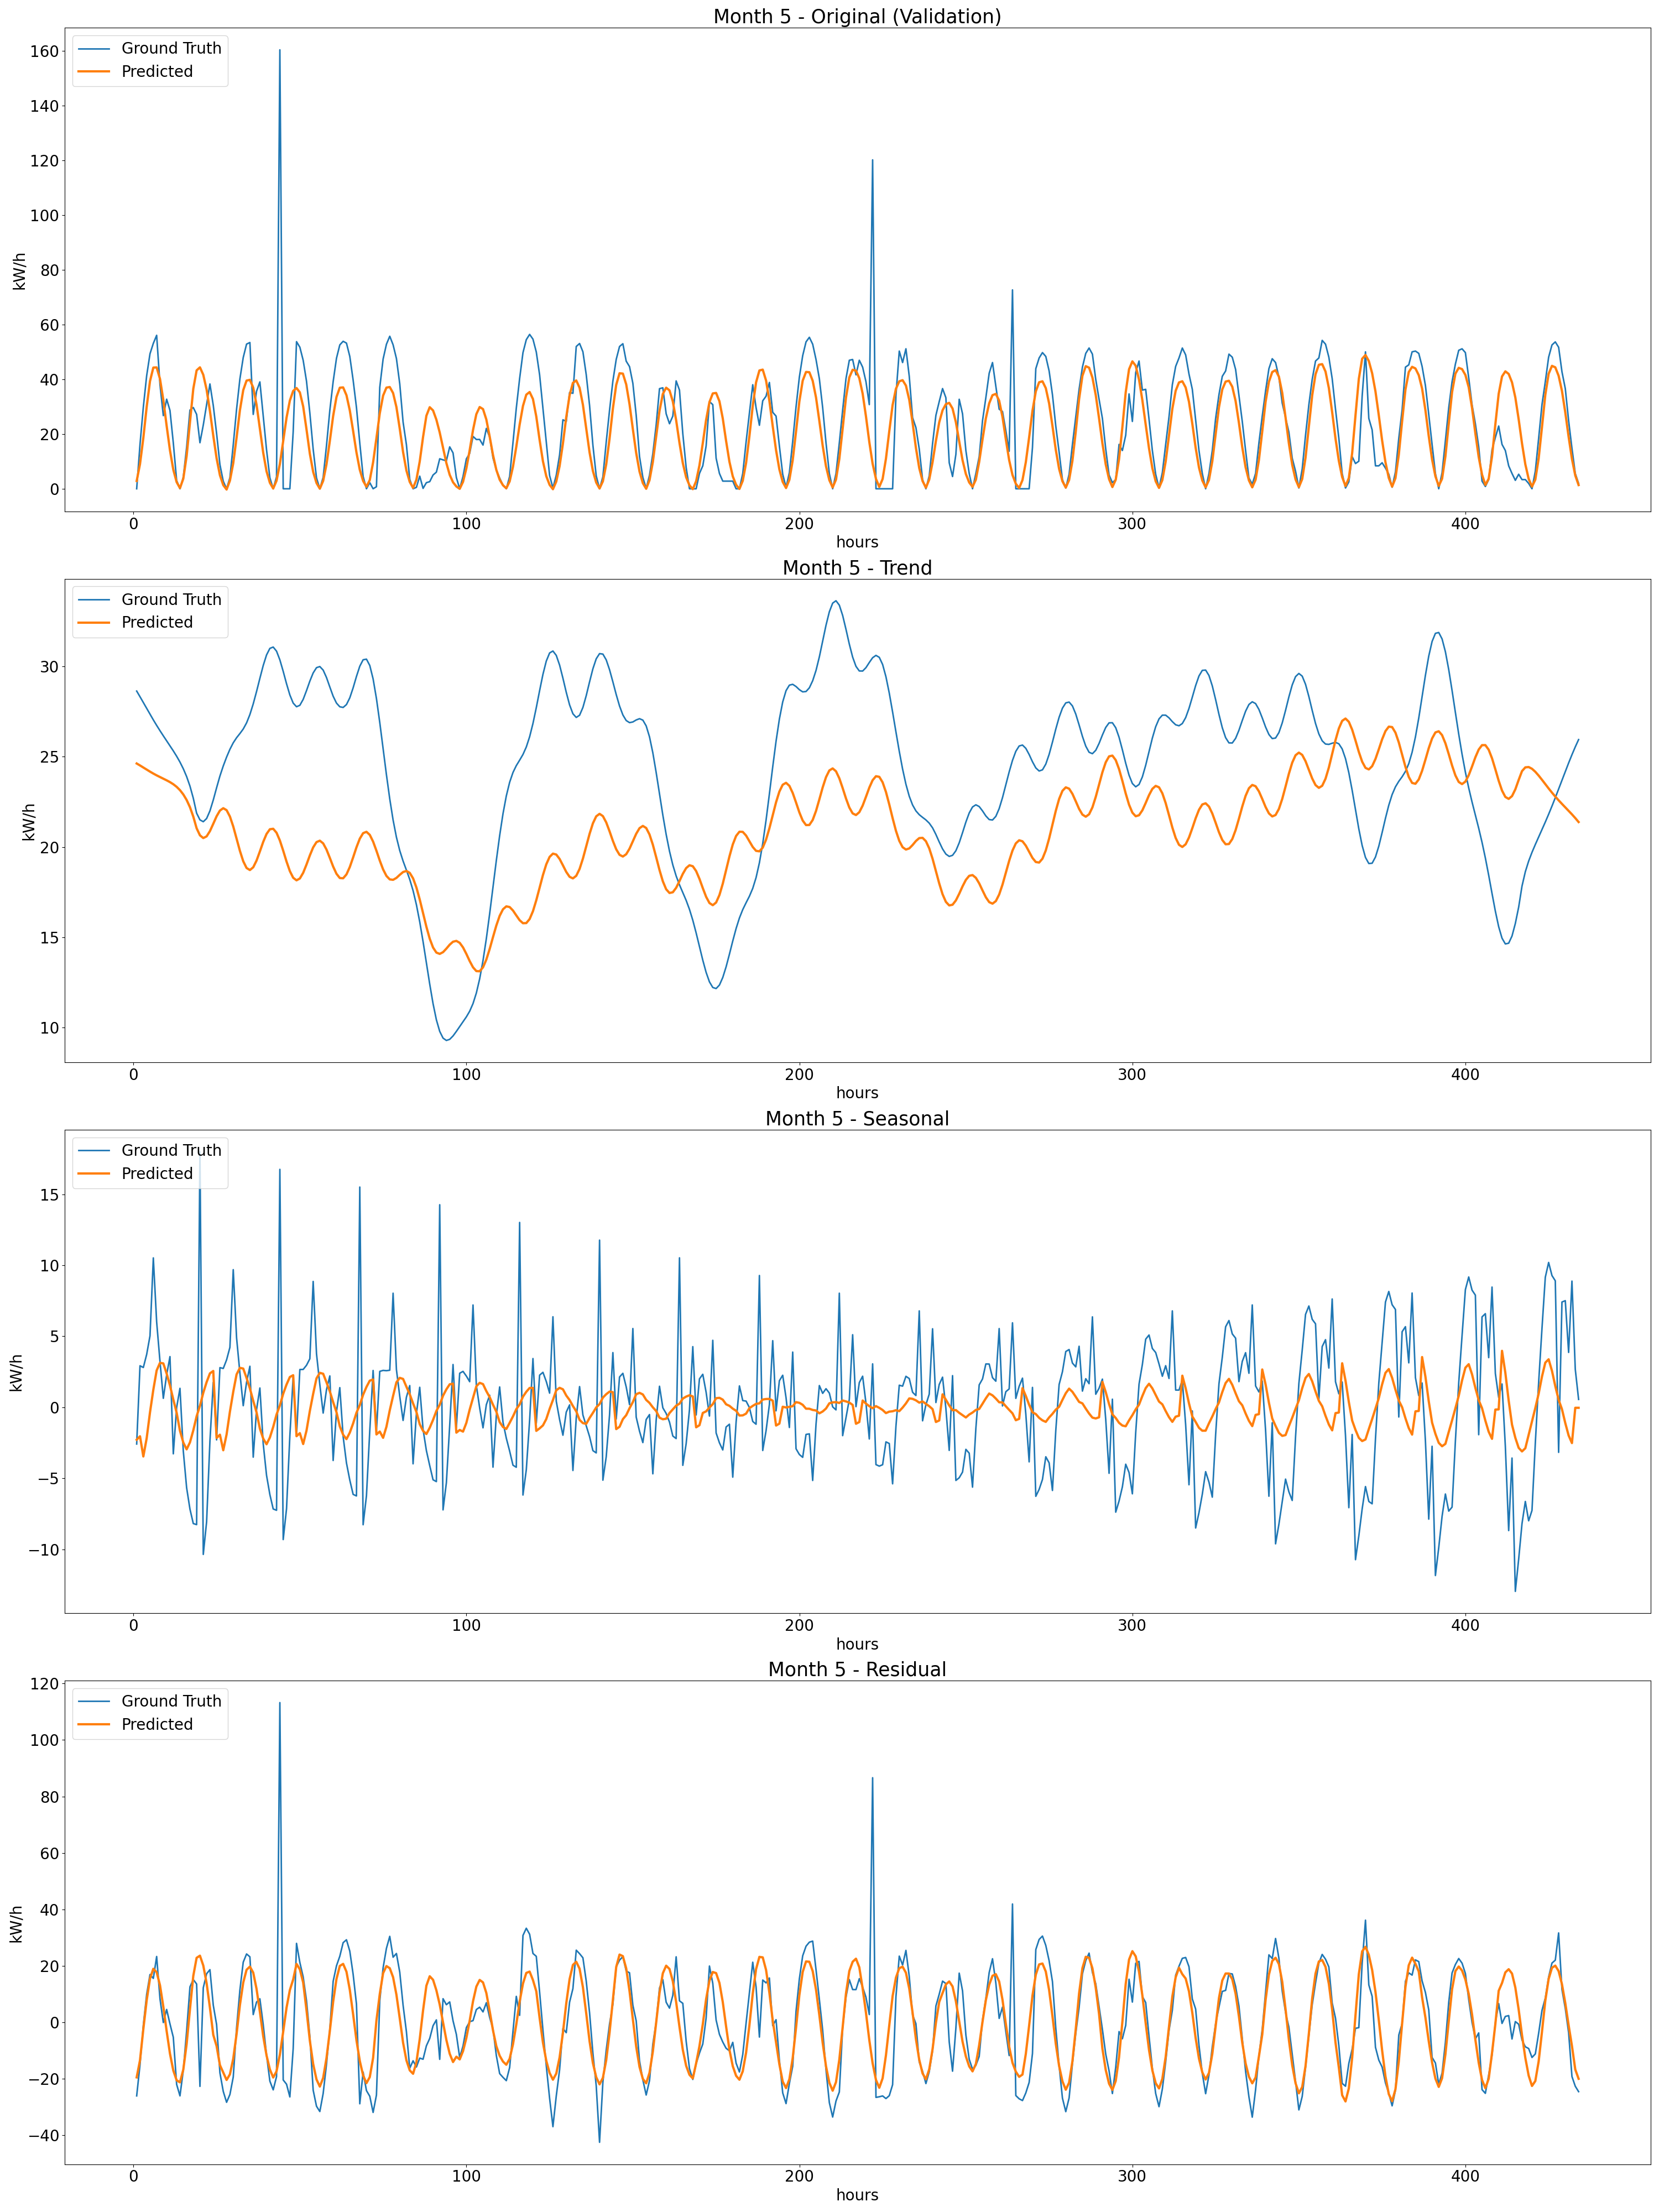 Month 5 - Original (Validation)
Ground Truth
Predicted
160
140
120
100
80
60
40
20
0
kW/h
0 100 200 300 400
hours
Month 5 - Trend
Ground Truth
Predicted
30
25
20
15
10
kW/h
0 100 200 300 400
hours
Month 5 - Seasonal
Ground Truth
Predicted
15
10
5
0
−5
−10
kW/h
0 100 200 300 400
hours
Month 5 - Residual
Ground Truth
Predicted
120
100
80
60
40
20
0
−20
−40
kW/h
0 100 200 300 400
hours